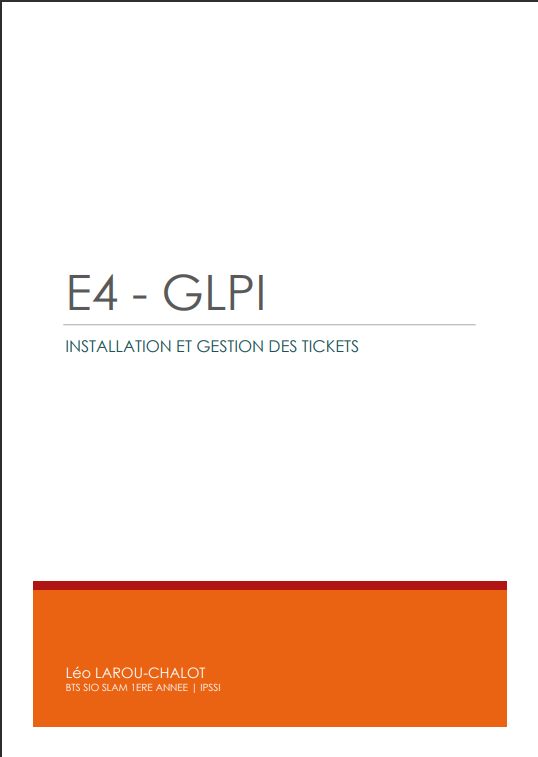 E4 - GLPI
INSTALLATION ET GESTION DES TICKETS
Léo LAROU-CHALOT
BTS SIO SLAM 1ERE ANNEE | IPSSI